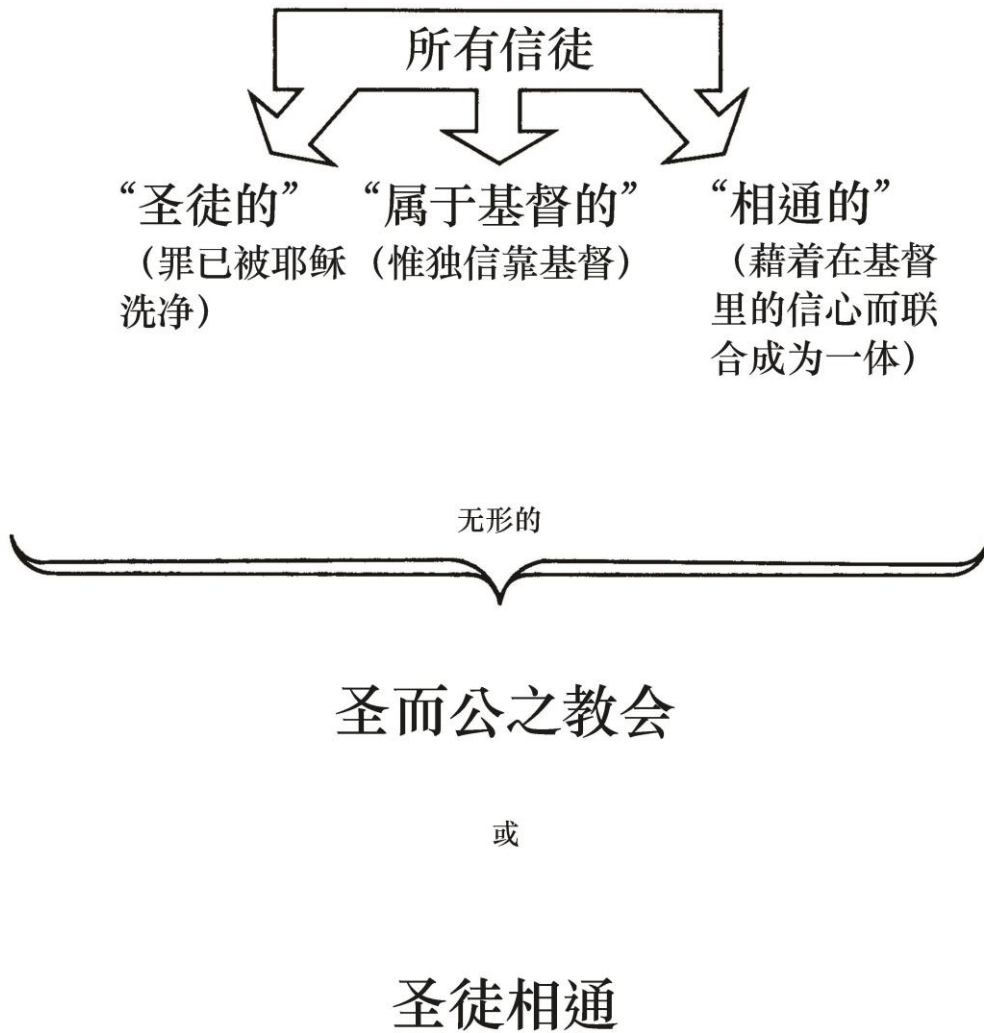 所有信徒
“圣徒的” “属于基督的” “相通的”
（罪已被耶稣洗净）
（惟独信靠基督）
（藉着在基督里的信心而联合成为一体）
无形的
圣而公之教会
或
圣徒相通